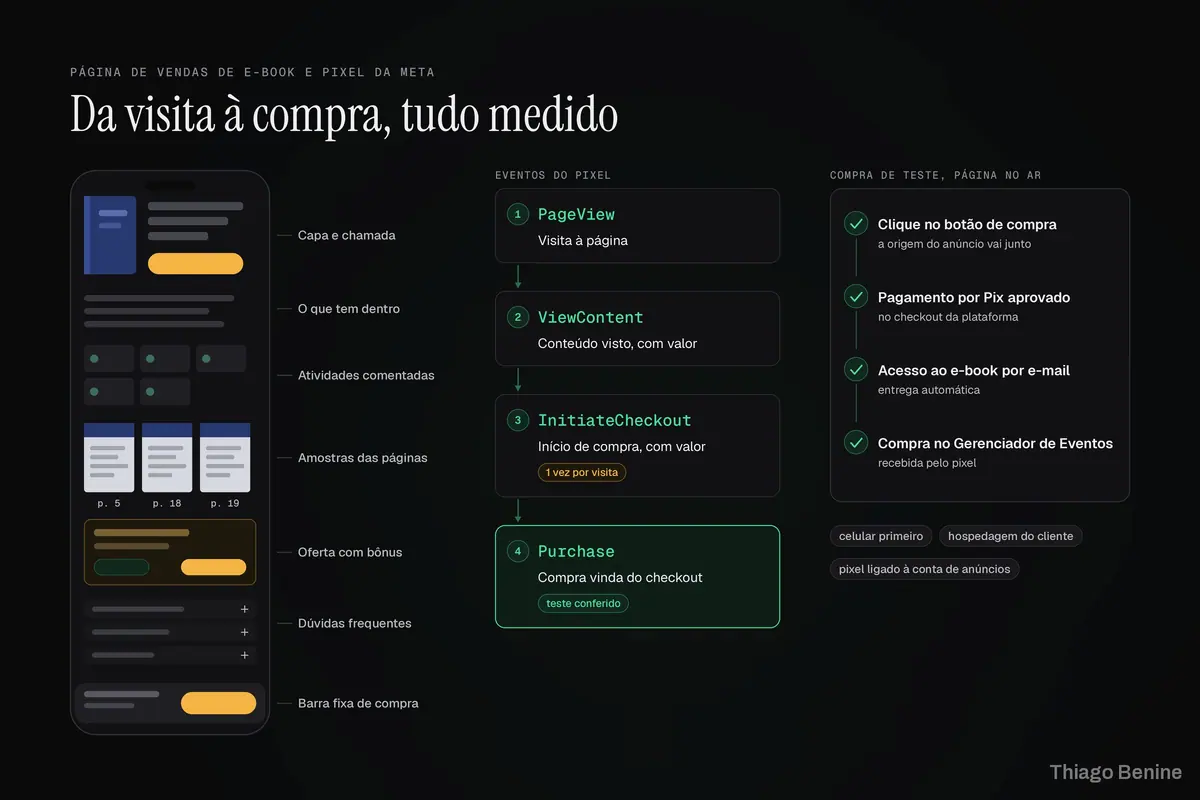 PÁGINA DE VENDAS DE E-BOOK E PIXEL DA META
Da visita à compra, tudo medido
Capa e chamada
O que tem dentro
Atividades comentadas
Amostras das páginas
p. 5
p. 18
p. 19
Oferta com bônus
+
+
+
Dúvidas frequentes
Barra fixa de compra
EVENTOS DO PIXEL
1 PageView
Visita à página
2 ViewContent
Conteúdo visto, com valor
3 InitiateCheckout
Início de compra, com valor
1 vez por visita
4 Purchase
Compra vinda do checkout
teste conferido
COMPRA DE TESTE, PÁGINA NO AR
Clique no botão de compra
a origem do anúncio vai junto
Pagamento por Pix aprovado
no checkout da plataforma
Acesso ao e-book por e-mail
entrega automática
Compra no Gerenciador de Eventos
recebida pelo pixel
celular primeiro
hospedagem do cliente
pixel ligado à conta de anúncios
Thiago Benine